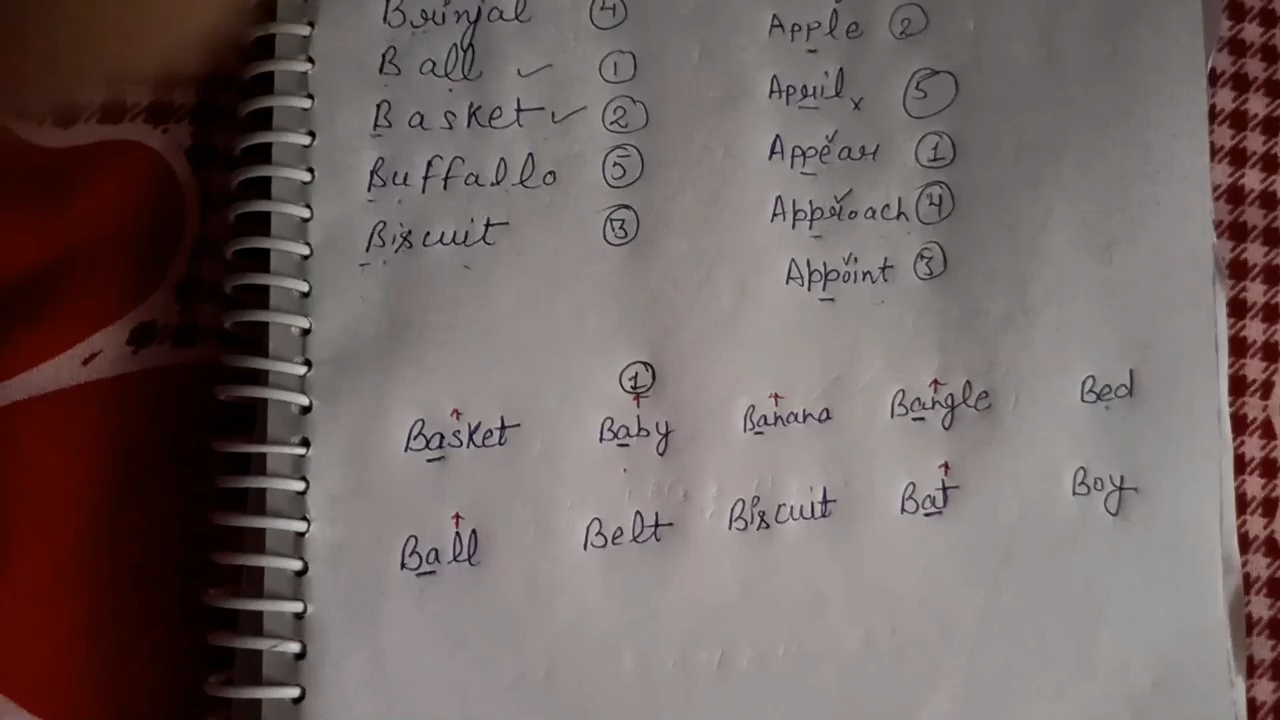 Brinjal 4 Apple 2
Ball ✓ 1 April x 5
Basket ✓ 2 Appear 1
Buffallo 5 Approach 4
Biscuit 3 Appoint 3
1
Basket Baby Banana Bangle Bed
Ball Belt Biscuit Bat Boy